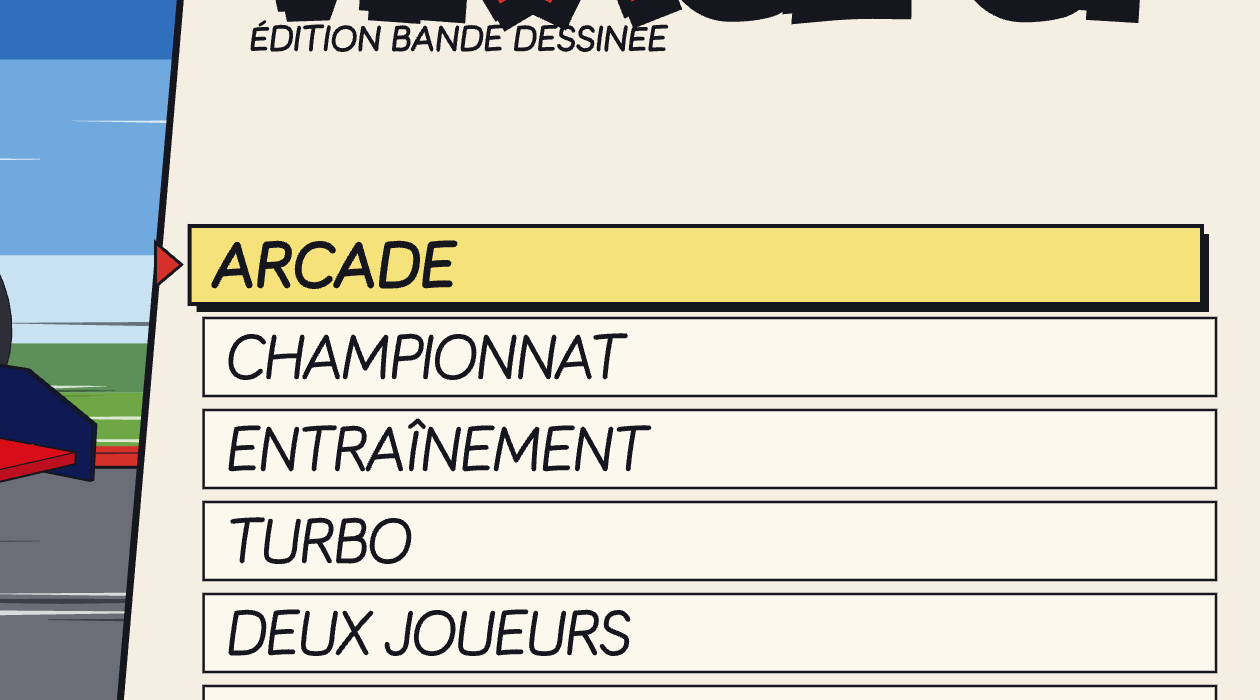 ÉDITION BANDE DESSINÉE
ARCADE
CHAMPIONNAT
ENTRAÎNEMENT
TURBO
DEUX JOUEURS